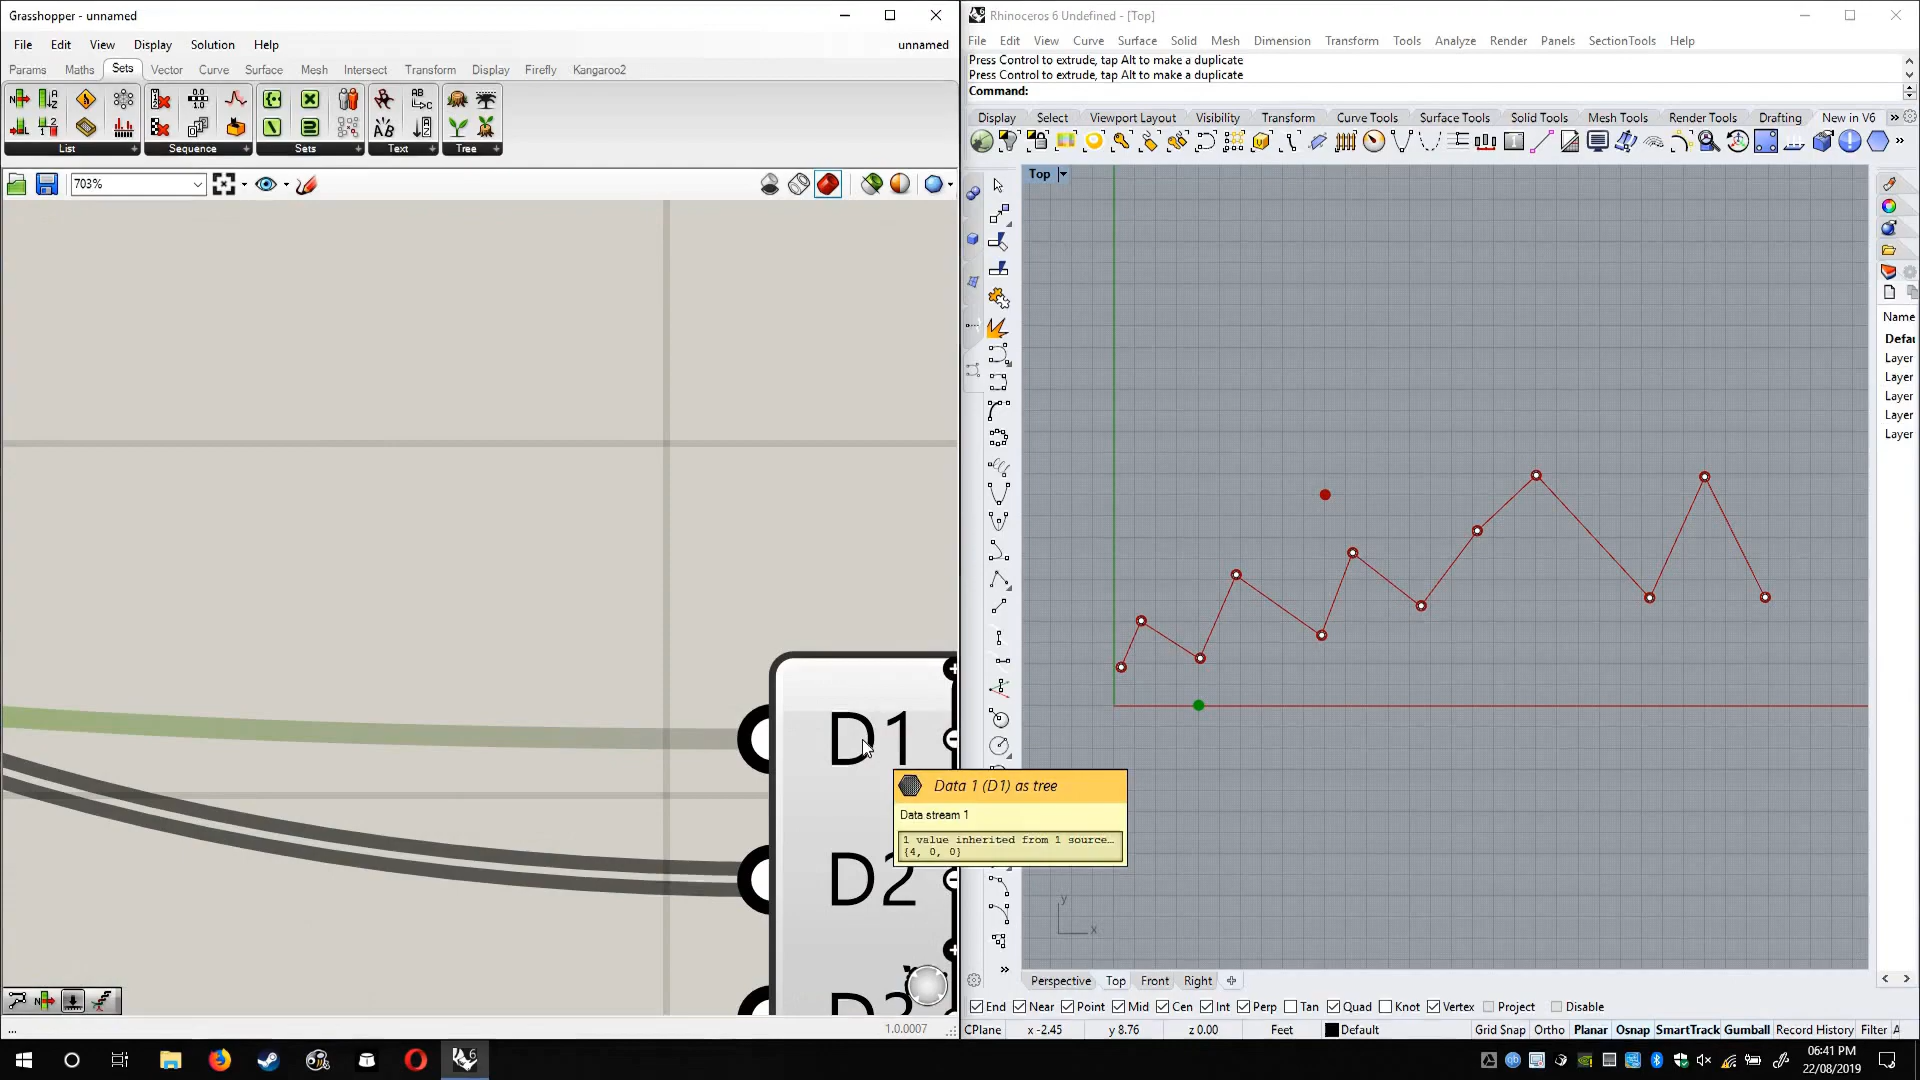 Grasshopper - unnamed
File Edit View Display Solution Help
unnamed
Params Maths Sets Vector Curve Surface Mesh Intersect Transform Display Firefly Kangaroo2
List Sequence Sets Text Tree
703%
D1
D2
Data 1 (D1) as tree
Data stream 1
1 value inherited from 1 source...
{4, 0, 0}
...
1.0.0007
Rhinoceros 6 Undefined - [Top]
File Edit View Curve Surface Solid Mesh Dimension Transform Tools Analyze Render Panels SectionTools Help
Press Control to extrude, tap Alt to make a duplicate
Press Control to extrude, tap Alt to make a duplicate
Command:
Display Select Viewport Layout Visibility Transform Curve Tools Surface Tools Solid Tools Mesh Tools Render Tools Drafting New in V6
Top
Name
Defau
Layer
Layer
Layer
Layer
Layer
y
x
Perspective Top Front Right
End Near Point Mid Cen Int Perp Tan Quad Knot Vertex Project Disable
CPlane x -2.45 y 8.76 z 0.00 Feet Default Grid Snap Ortho Planar Osnap SmartTrack Gumball Record History Filter A
06:41 PM
22/08/2019